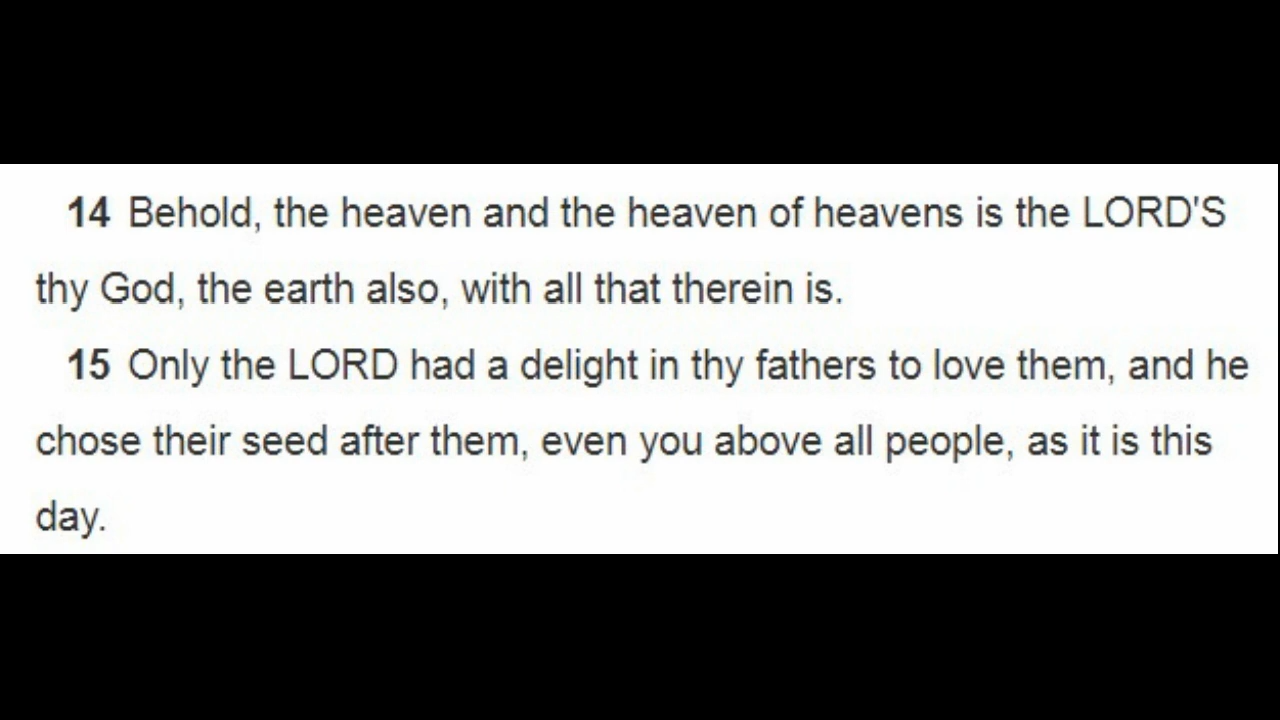 14 Behold, the heaven and the heaven of heavens is the LORD'S
thy God, the earth also, with all that therein is.
15 Only the LORD had a delight in thy fathers to love them, and he
chose their seed after them, even you above all people, as it is this
day.